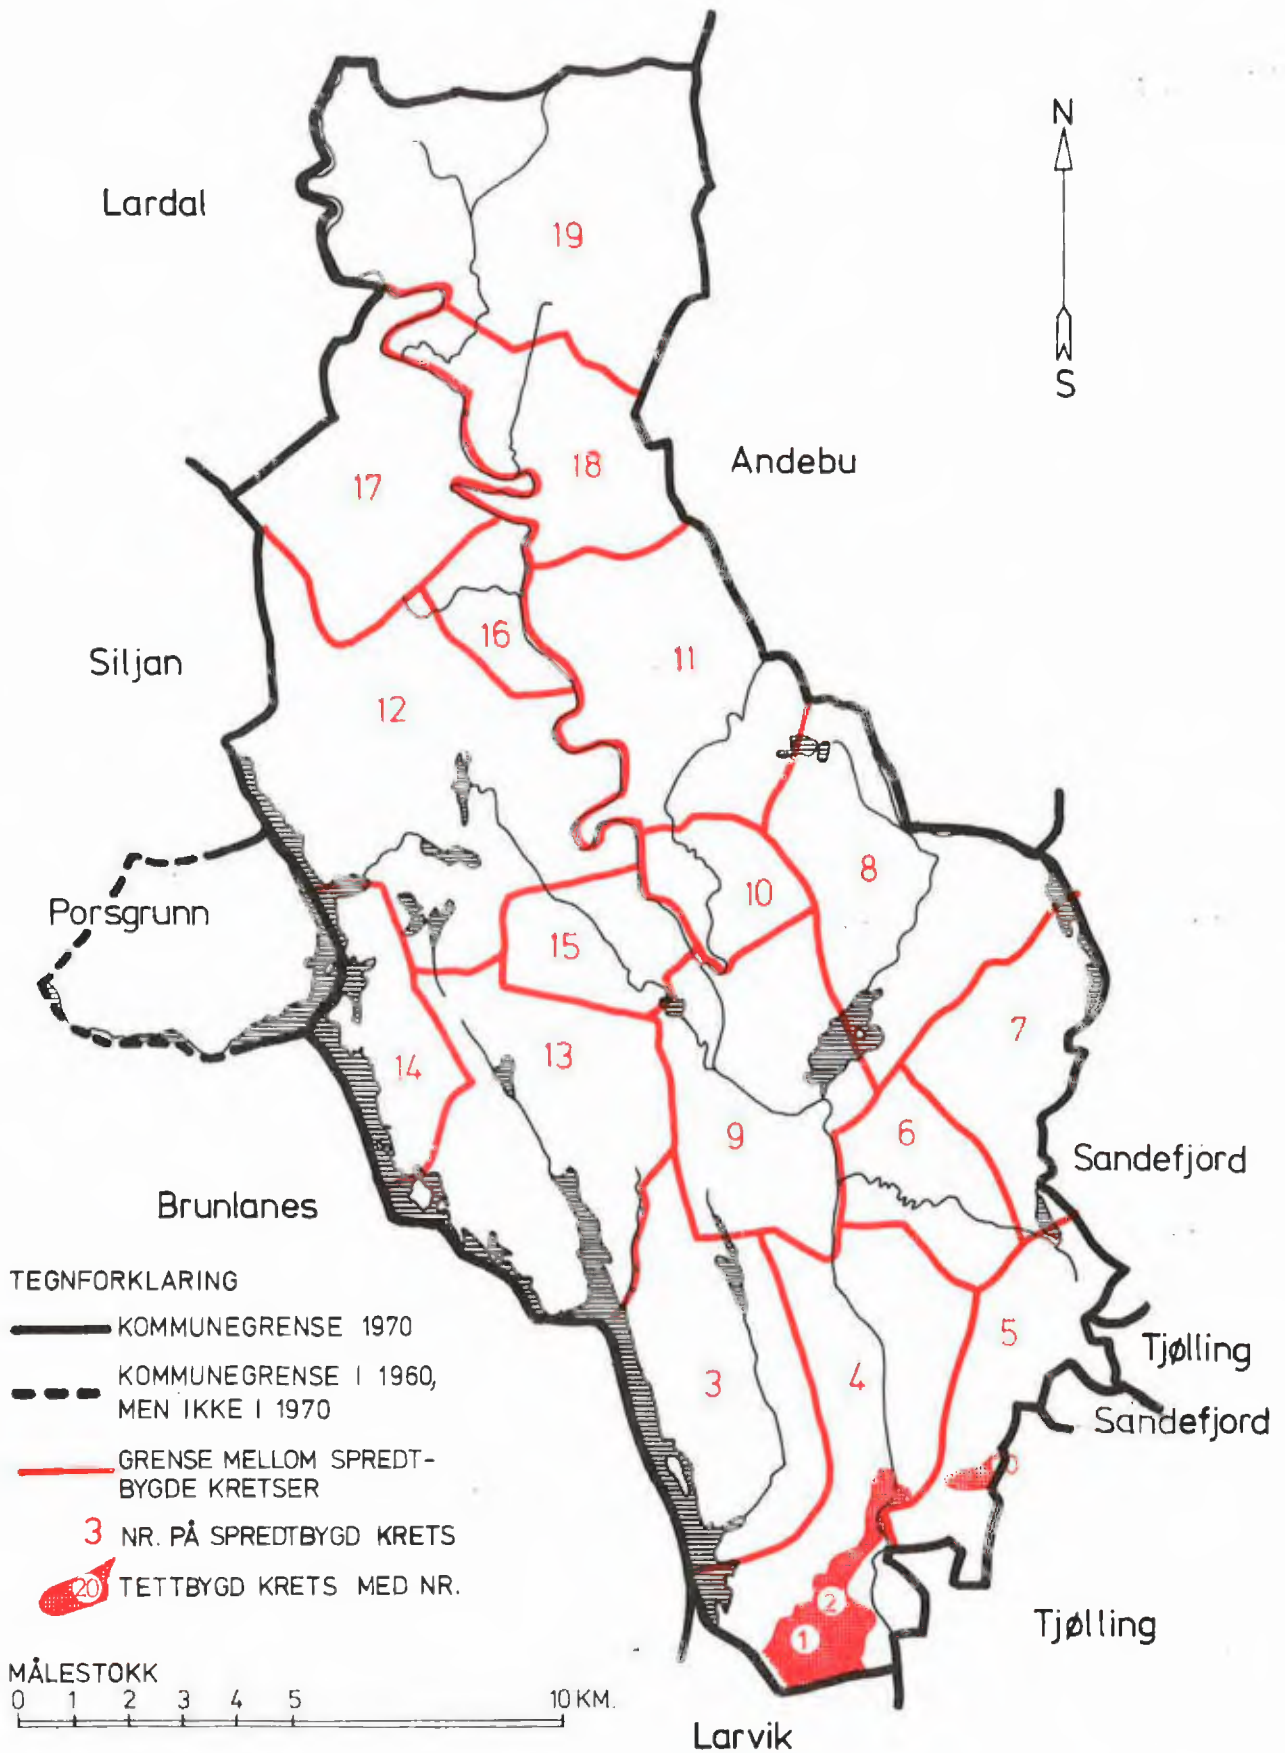 N
Lardal
19
S
Andebu
18
17
16
11
Siljan
12
8
10
Porsgrunn
15
7
13
14
9
6
Sandefjord
Brunlanes
TEGNFORKLARING
KOMMUNEGRENSE 1970
KOMMUNEGRENSE I 1960,
MEN IKKE I 1970
GRENSE MELLOM SPREDT-
BYGDE KRETSER
3 NR. PÅ SPREDTBYGD KRETS
20 TETTBYGD KRETS MED NR.
5
Tjølling
3
4
Sandefjord
2
1
Tjølling
MÅLESTOKK
0 1 2 3 4 5 10 KM.
Larvik